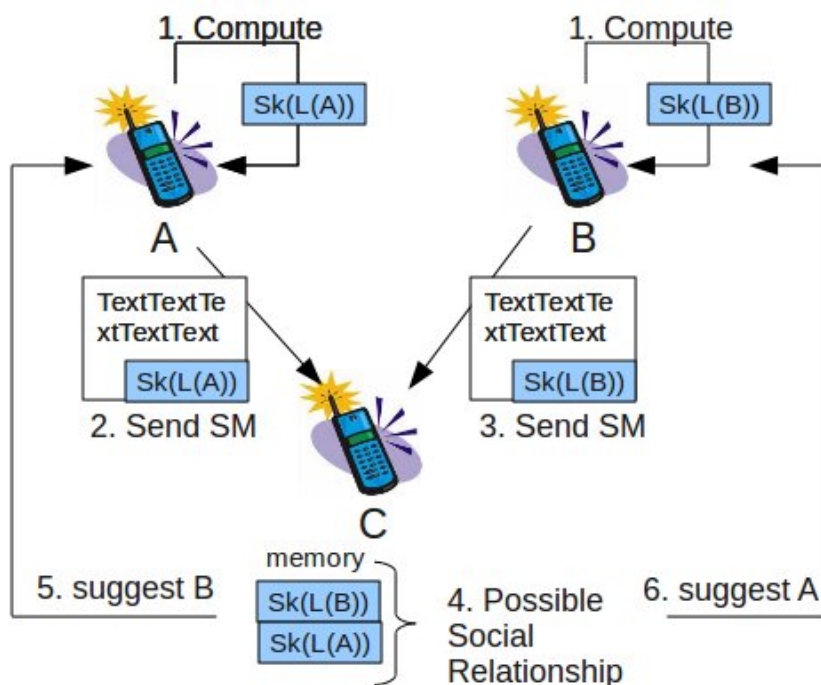 1. Compute
1. Compute
Sk(L(A))
Sk(L(B))
A
B
TextTextTe
xtTextText
Sk(L(A))
2. Send SM
TextTextTe
xtTextText
Sk(L(B))
3. Send SM
C
memory
Sk(L(B))
Sk(L(A))
4. Possible
Social
Relationship
5. suggest B
6. suggest A